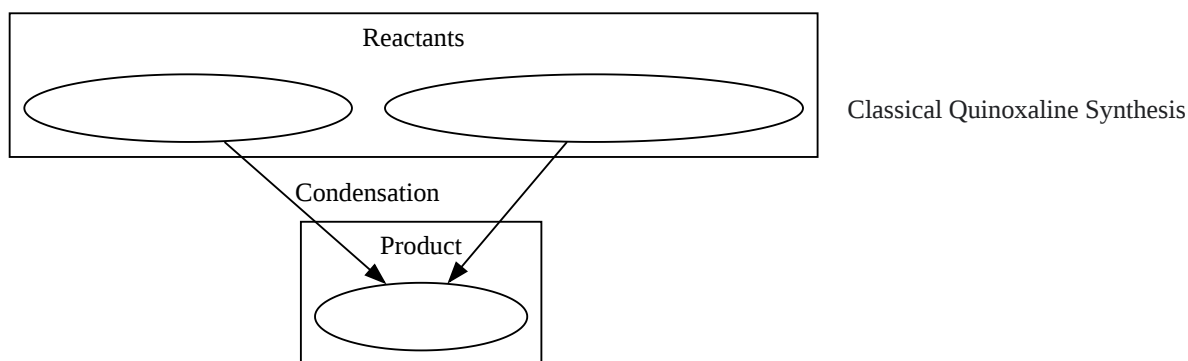 Reactants
Classical Quinoxaline Synthesis
Condensation
Product